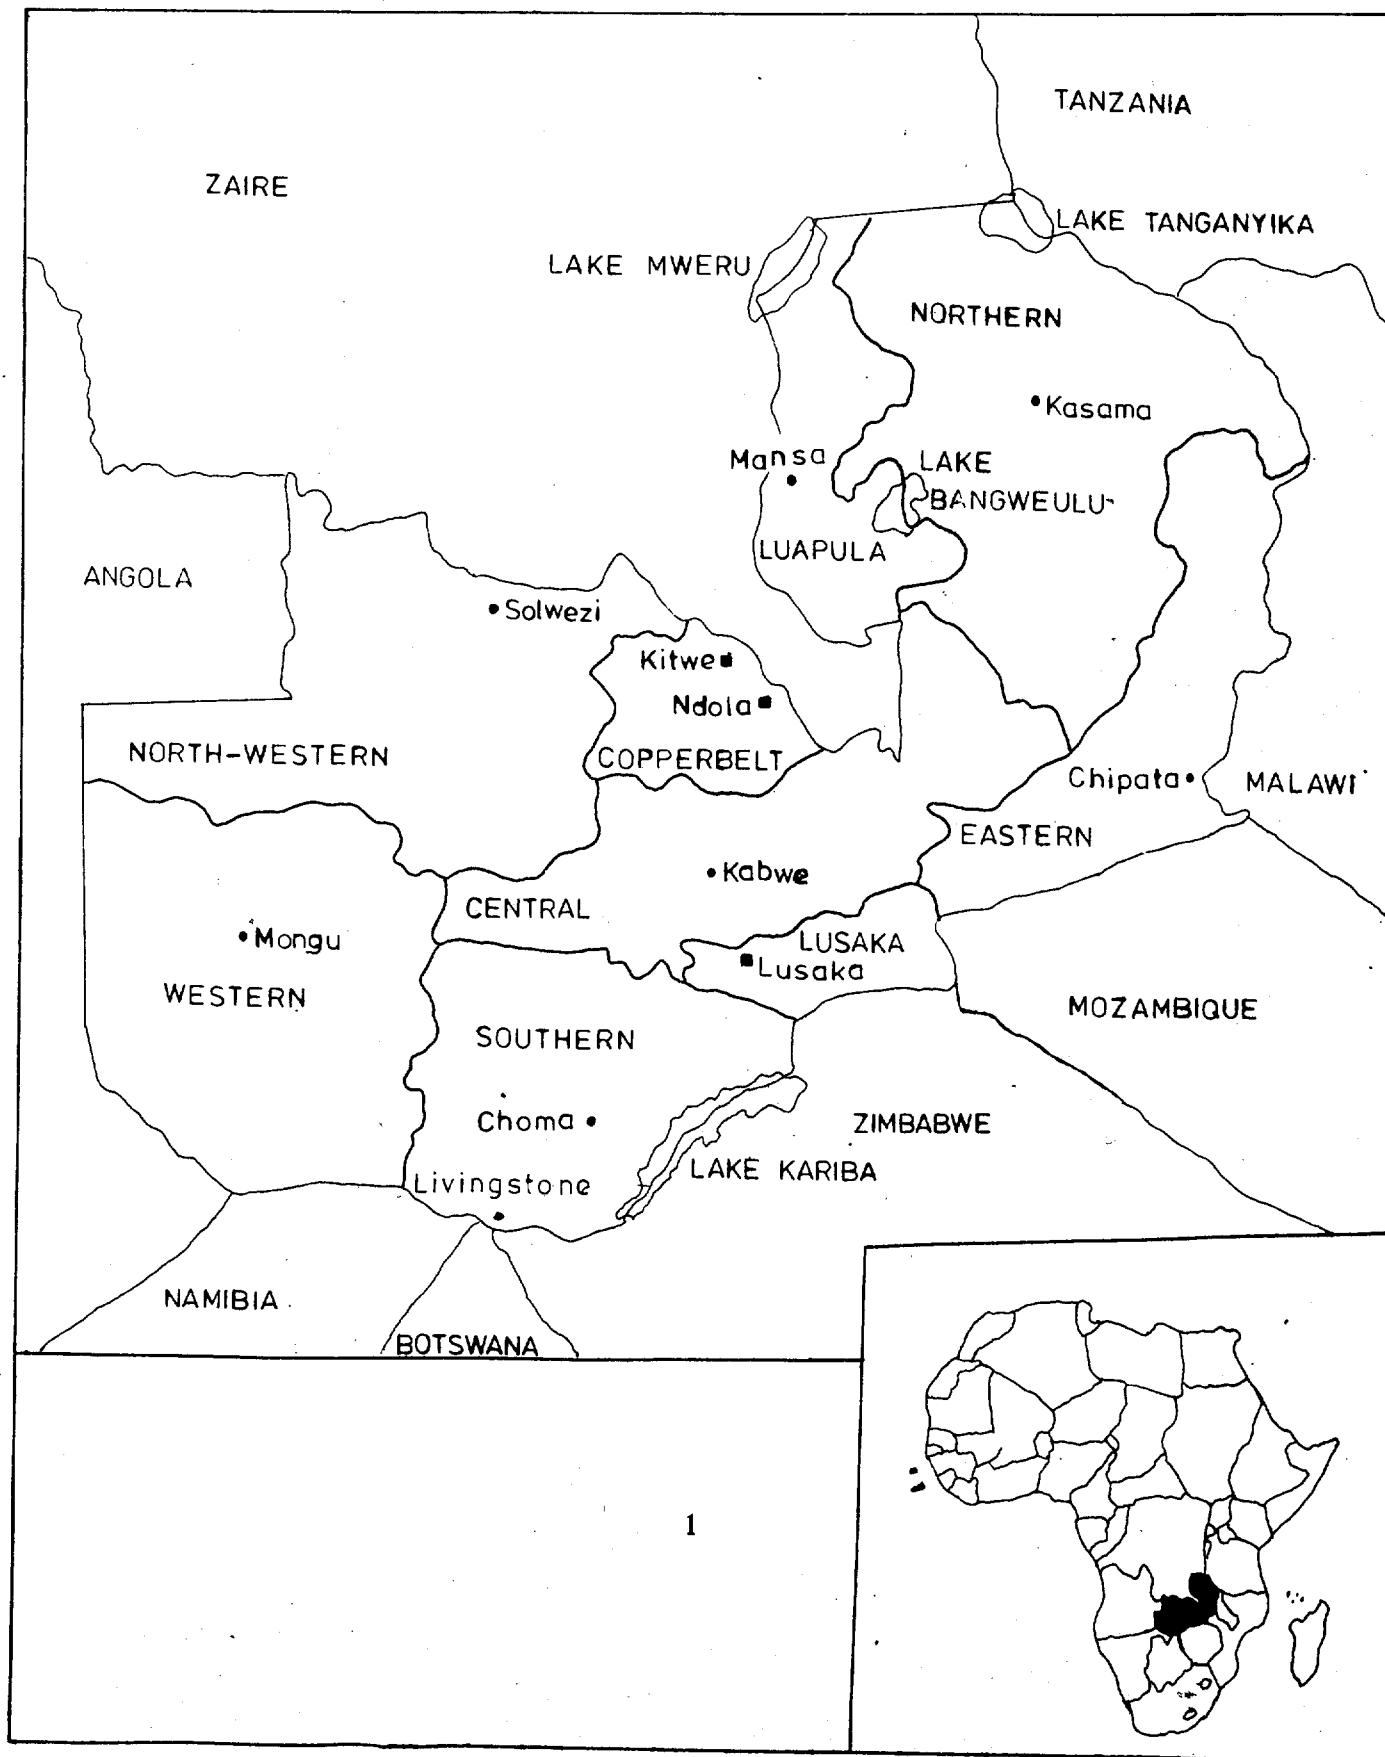 TANZANIA
ZAIRE
LAKE TANGANYIKA
LAKE MWERU
NORTHERN
Kasama
Mansa
LAKE
BANGWEULU
LUAPULA
ANGOLA
Solwezi
Kitwe
Ndola
NORTH-WESTERN
COPPERBELT
Chipata
MALAWI
EASTERN
Kabwe
CENTRAL
Mongu
LUSAKA
Lusaka
WESTERN
MOZAMBIQUE
SOUTHERN
Choma
ZIMBABWE
LAKE KARIBA
Livingstone
NAMIBIA
BOTSWANA
1